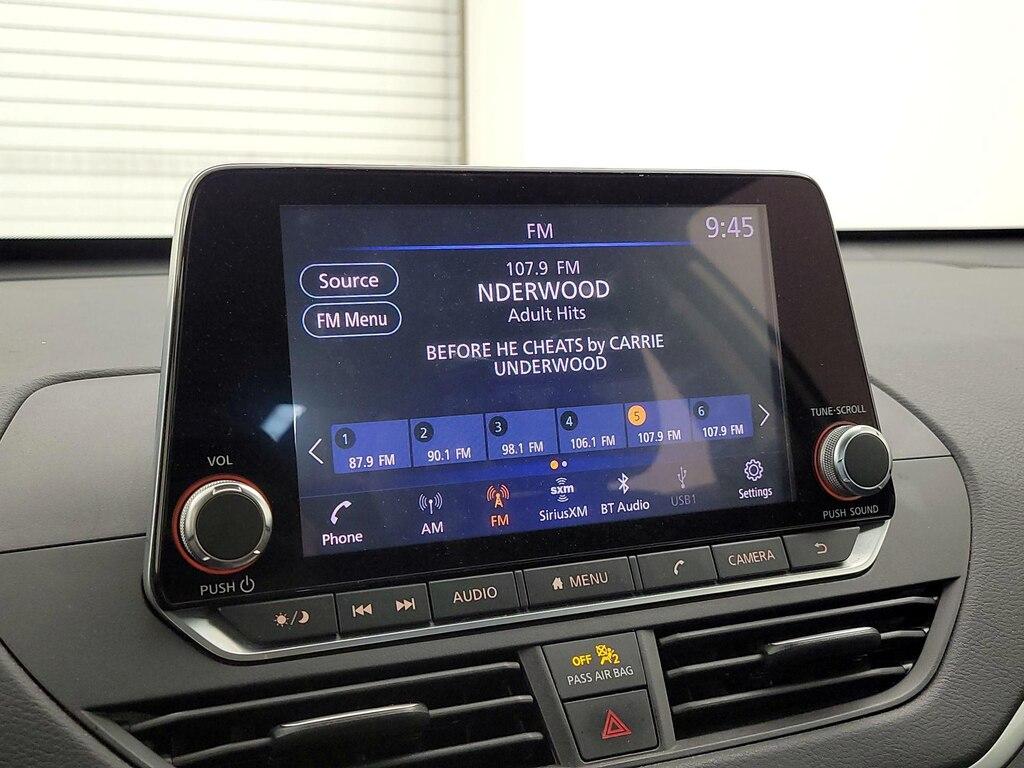 FM
9:45
107.9 FM
Source
NDERWOOD
FM Menu
Adult Hits
BEFORE HE CHEATS by CARRIE
UNDERWOOD
1
87.9 FM
2
90.1 FM
3
98.1 FM
4
106.1 FM
5
107.9 FM
6
107.9 FM
Phone
AM
FM
sxm
SiriusXM
BT Audio
USB1
Settings
VOL
PUSH
TUNE·SCROLL
PUSH SOUND
AUDIO
MENU
CAMERA
OFF 2
PASS AIR BAG